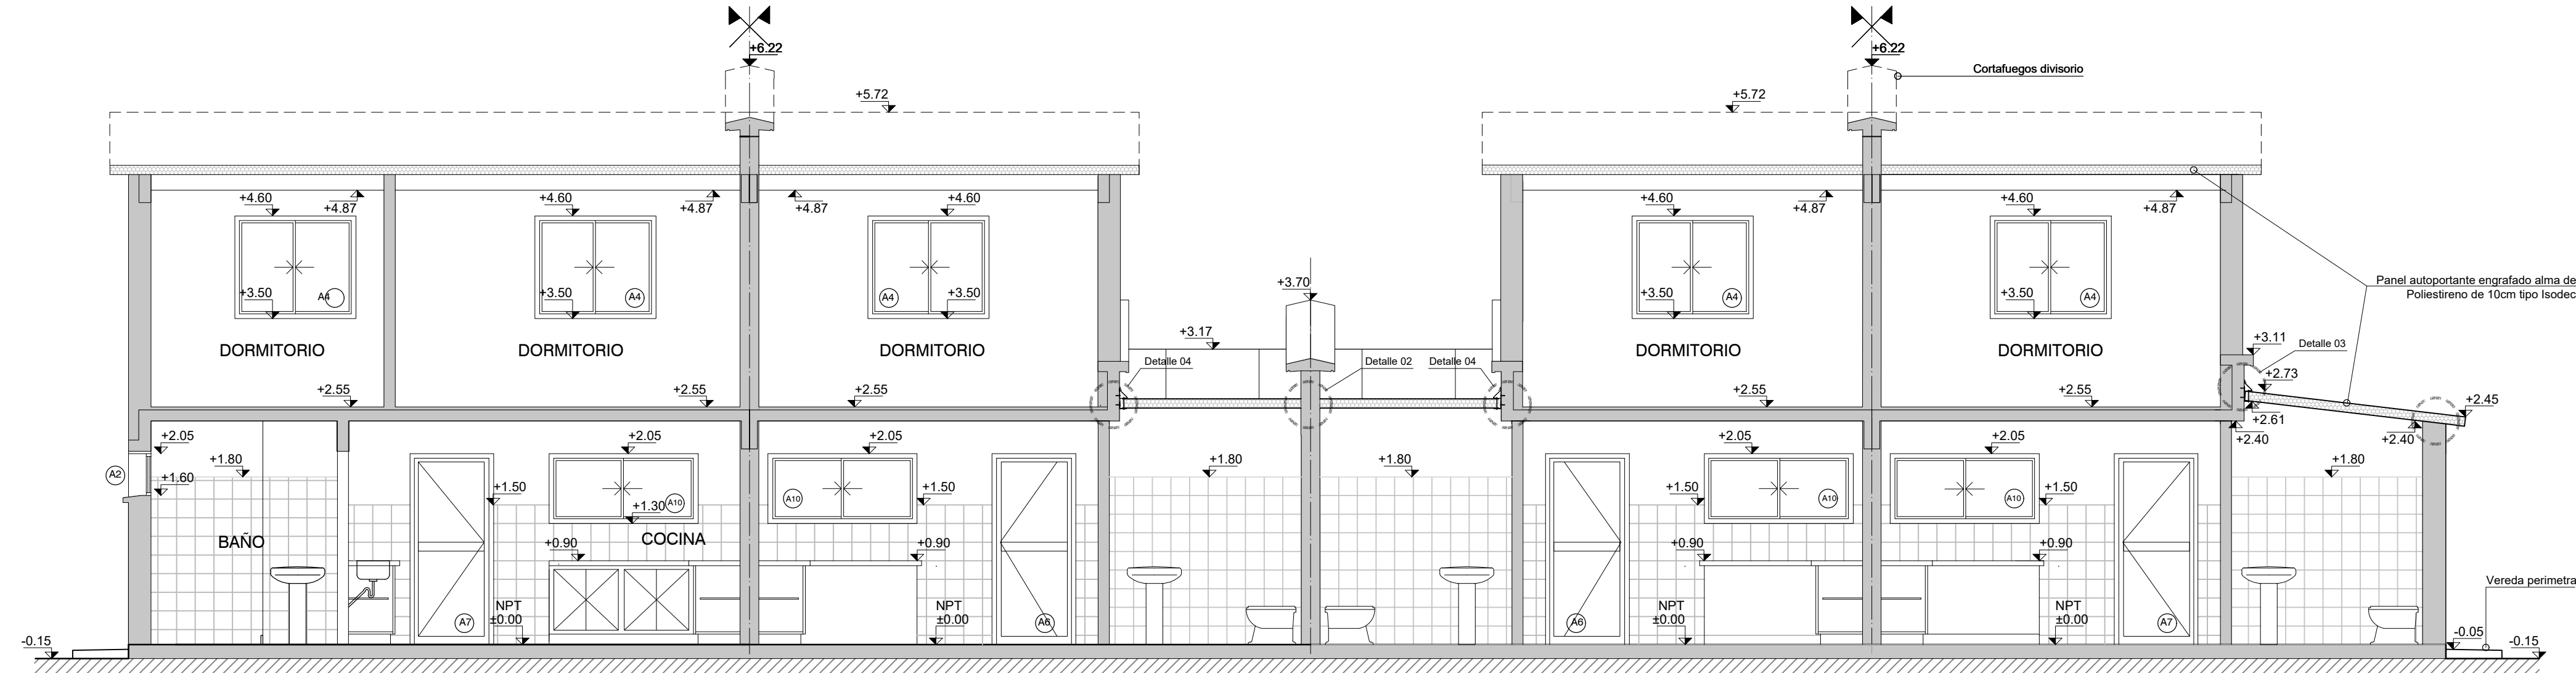 +6.22
+6.22
Cortafuegos divisorio
+5.72
+5.72
+4.60
+4.87
+4.60
+4.87
+4.87
+4.60
+4.60
+4.87
+4.60
+4.87
+3.50
A4
+3.50
A4
A4
+3.50
+3.70
+3.50
A4
+3.50
A4
Panel autoportante engrafado alma de
Poliestireno de 10cm tipo Isodec
DORMITORIO
DORMITORIO
DORMITORIO
+3.17
DORMITORIO
DORMITORIO
+3.11
Detalle 03
Detalle 04
Detalle 02
Detalle 04
+2.73
+2.55
+2.55
+2.55
+2.55
+2.55
+2.61
+2.45
+2.40
+2.40
+2.05
+2.05
+2.05
+2.05
+2.05
A2
+1.80
+1.60
+1.80
+1.80
+1.80
+1.50
A10
+1.30
A10
+1.50
+1.50
A10
A10
+1.50
BAÑO
COCINA
+0.90
+0.90
+0.90
+0.90
Vereda perimetra
NPT
±0.00
A7
NPT
±0.00
A6
A6
NPT
±0.00
NPT
±0.00
A7
-0.15
-0.05
-0.15